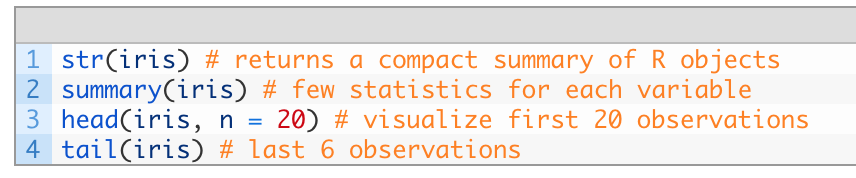 1 str(iris) # returns a compact summary of R objects
2 summary(iris) # few statistics for each variable
3 head(iris, n = 20) # visualize first 20 observations
4 tail(iris) # last 6 observations